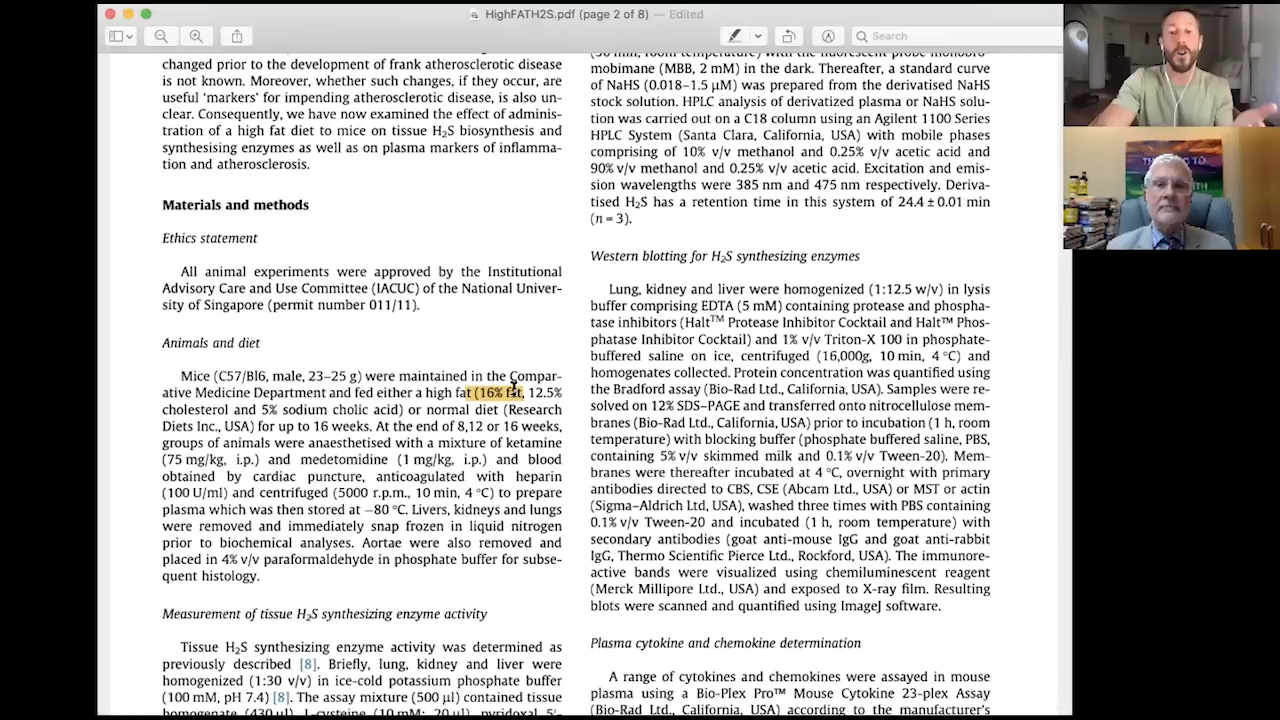 HighFATH2S.pdf (page 2 of 8) — Edited
Search
changed prior to the development of frank atherosclerotic disease
is not known. Moreover, whether such changes, if they occur, are
useful 'markers' for impending atherosclerotic disease, is also un-
clear. Consequently, we have now examined the effect of adminis-
tration of a high fat diet to mice on tissue H₂S biosynthesis and
synthesising enzymes as well as on plasma markers of inflamma-
tion and atherosclerosis.
Materials and methods
Ethics statement
All animal experiments were approved by the Institutional
Advisory Care and Use Committee (IACUC) of the National Univer-
sity of Singapore (permit number 011/11).
Animals and diet
Mice (C57/Bl6, male, 23–25 g) were maintained in the Compar-
ative Medicine Department and fed either a high fat (16% fat, 12.5%
cholesterol and 5% sodium cholic acid) or normal diet (Research
Diets Inc., USA) for up to 16 weeks. At the end of 8,12 or 16 weeks,
groups of animals were anaesthetised with a mixture of ketamine
(75 mg/kg, i.p.) and medetomidine (1 mg/kg, i.p.) and blood
obtained by cardiac puncture, anticoagulated with heparin
(100 U/ml) and centrifuged (5000 r.p.m., 10 min, 4 °C) to prepare
plasma which was then stored at −80 °C. Livers, kidneys and lungs
were removed and immediately snap frozen in liquid nitrogen
prior to biochemical analyses. Aortae were also removed and
placed in 4% v/v paraformaldehyde in phosphate buffer for subse-
quent histology.
Measurement of tissue H₂S synthesizing enzyme activity
Tissue H₂S synthesizing enzyme activity was determined as
previously described [8]. Briefly, lung, kidney and liver were
homogenized (1:30 v/v) in ice-cold potassium phosphate buffer
(100 mM, pH 7.4) [8]. The assay mixture (500 μl) contained tissue
homogenate (430 μl), L-cysteine (10 mM; 20 μl), pyridoxal 5′-
(30 min, room temperature) with the fluorescent probe monobro-
mobimane (MBB, 2 mM) in the dark. Thereafter, a standard curve
of NaHS (0.018–1.5 μM) was prepared from the derivatised NaHS
stock solution. HPLC analysis of derivatized plasma or NaHS solu-
tion was carried out on a C18 column using an Agilent 1100 Series
HPLC System (Santa Clara, California, USA) with mobile phases
comprising of 10% v/v methanol and 0.25% v/v acetic acid and
90% v/v methanol and 0.25% v/v acetic acid. Excitation and emis-
sion wavelengths were 385 nm and 475 nm respectively. Deriva-
tised H₂S has a retention time in this system of 24.4 ± 0.01 min
(n = 3).
Western blotting for H₂S synthesizing enzymes
Lung, kidney and liver were homogenized (1:12.5 w/v) in lysis
buffer comprising EDTA (5 mM) containing protease and phospha-
tase inhibitors (Halt™ Protease Inhibitor Cocktail and Halt™ Phos-
phatase Inhibitor Cocktail) and 1% v/v Triton-X 100 in phosphate-
buffered saline on ice, centrifuged (16,000g, 10 min, 4 °C) and
homogenates collected. Protein concentration was quantified using
the Bradford assay (Bio-Rad Ltd., California, USA). Samples were re-
solved on 12% SDS–PAGE and transferred onto nitrocellulose mem-
branes (Bio-Rad Ltd., California, USA) prior to incubation (1 h, room
temperature) with blocking buffer (phosphate buffered saline, PBS,
containing 5% v/v skimmed milk and 0.1% v/v Tween-20). Mem-
branes were thereafter incubated at 4 °C, overnight with primary
antibodies directed to CBS, CSE (Abcam Ltd., USA) or MST or actin
(Sigma–Aldrich Ltd, USA), washed three times with PBS containing
0.1% v/v Tween-20 and incubated (1 h, room temperature) with
secondary antibodies (goat anti-mouse IgG and goat anti-rabbit
IgG, Thermo Scientific Pierce Ltd., Rockford, USA). The immunore-
active bands were visualized using chemiluminescent reagent
(Merck Millipore Ltd., USA) and exposed to X-ray film. Resulting
blots were scanned and quantified using ImageJ software.
Plasma cytokine and chemokine determination
A range of cytokines and chemokines were assayed in mouse
plasma using a Bio-Plex Pro™ Mouse Cytokine 23-plex Assay
(Bio-Rad Ltd., California, USA) according to the manufacturer's